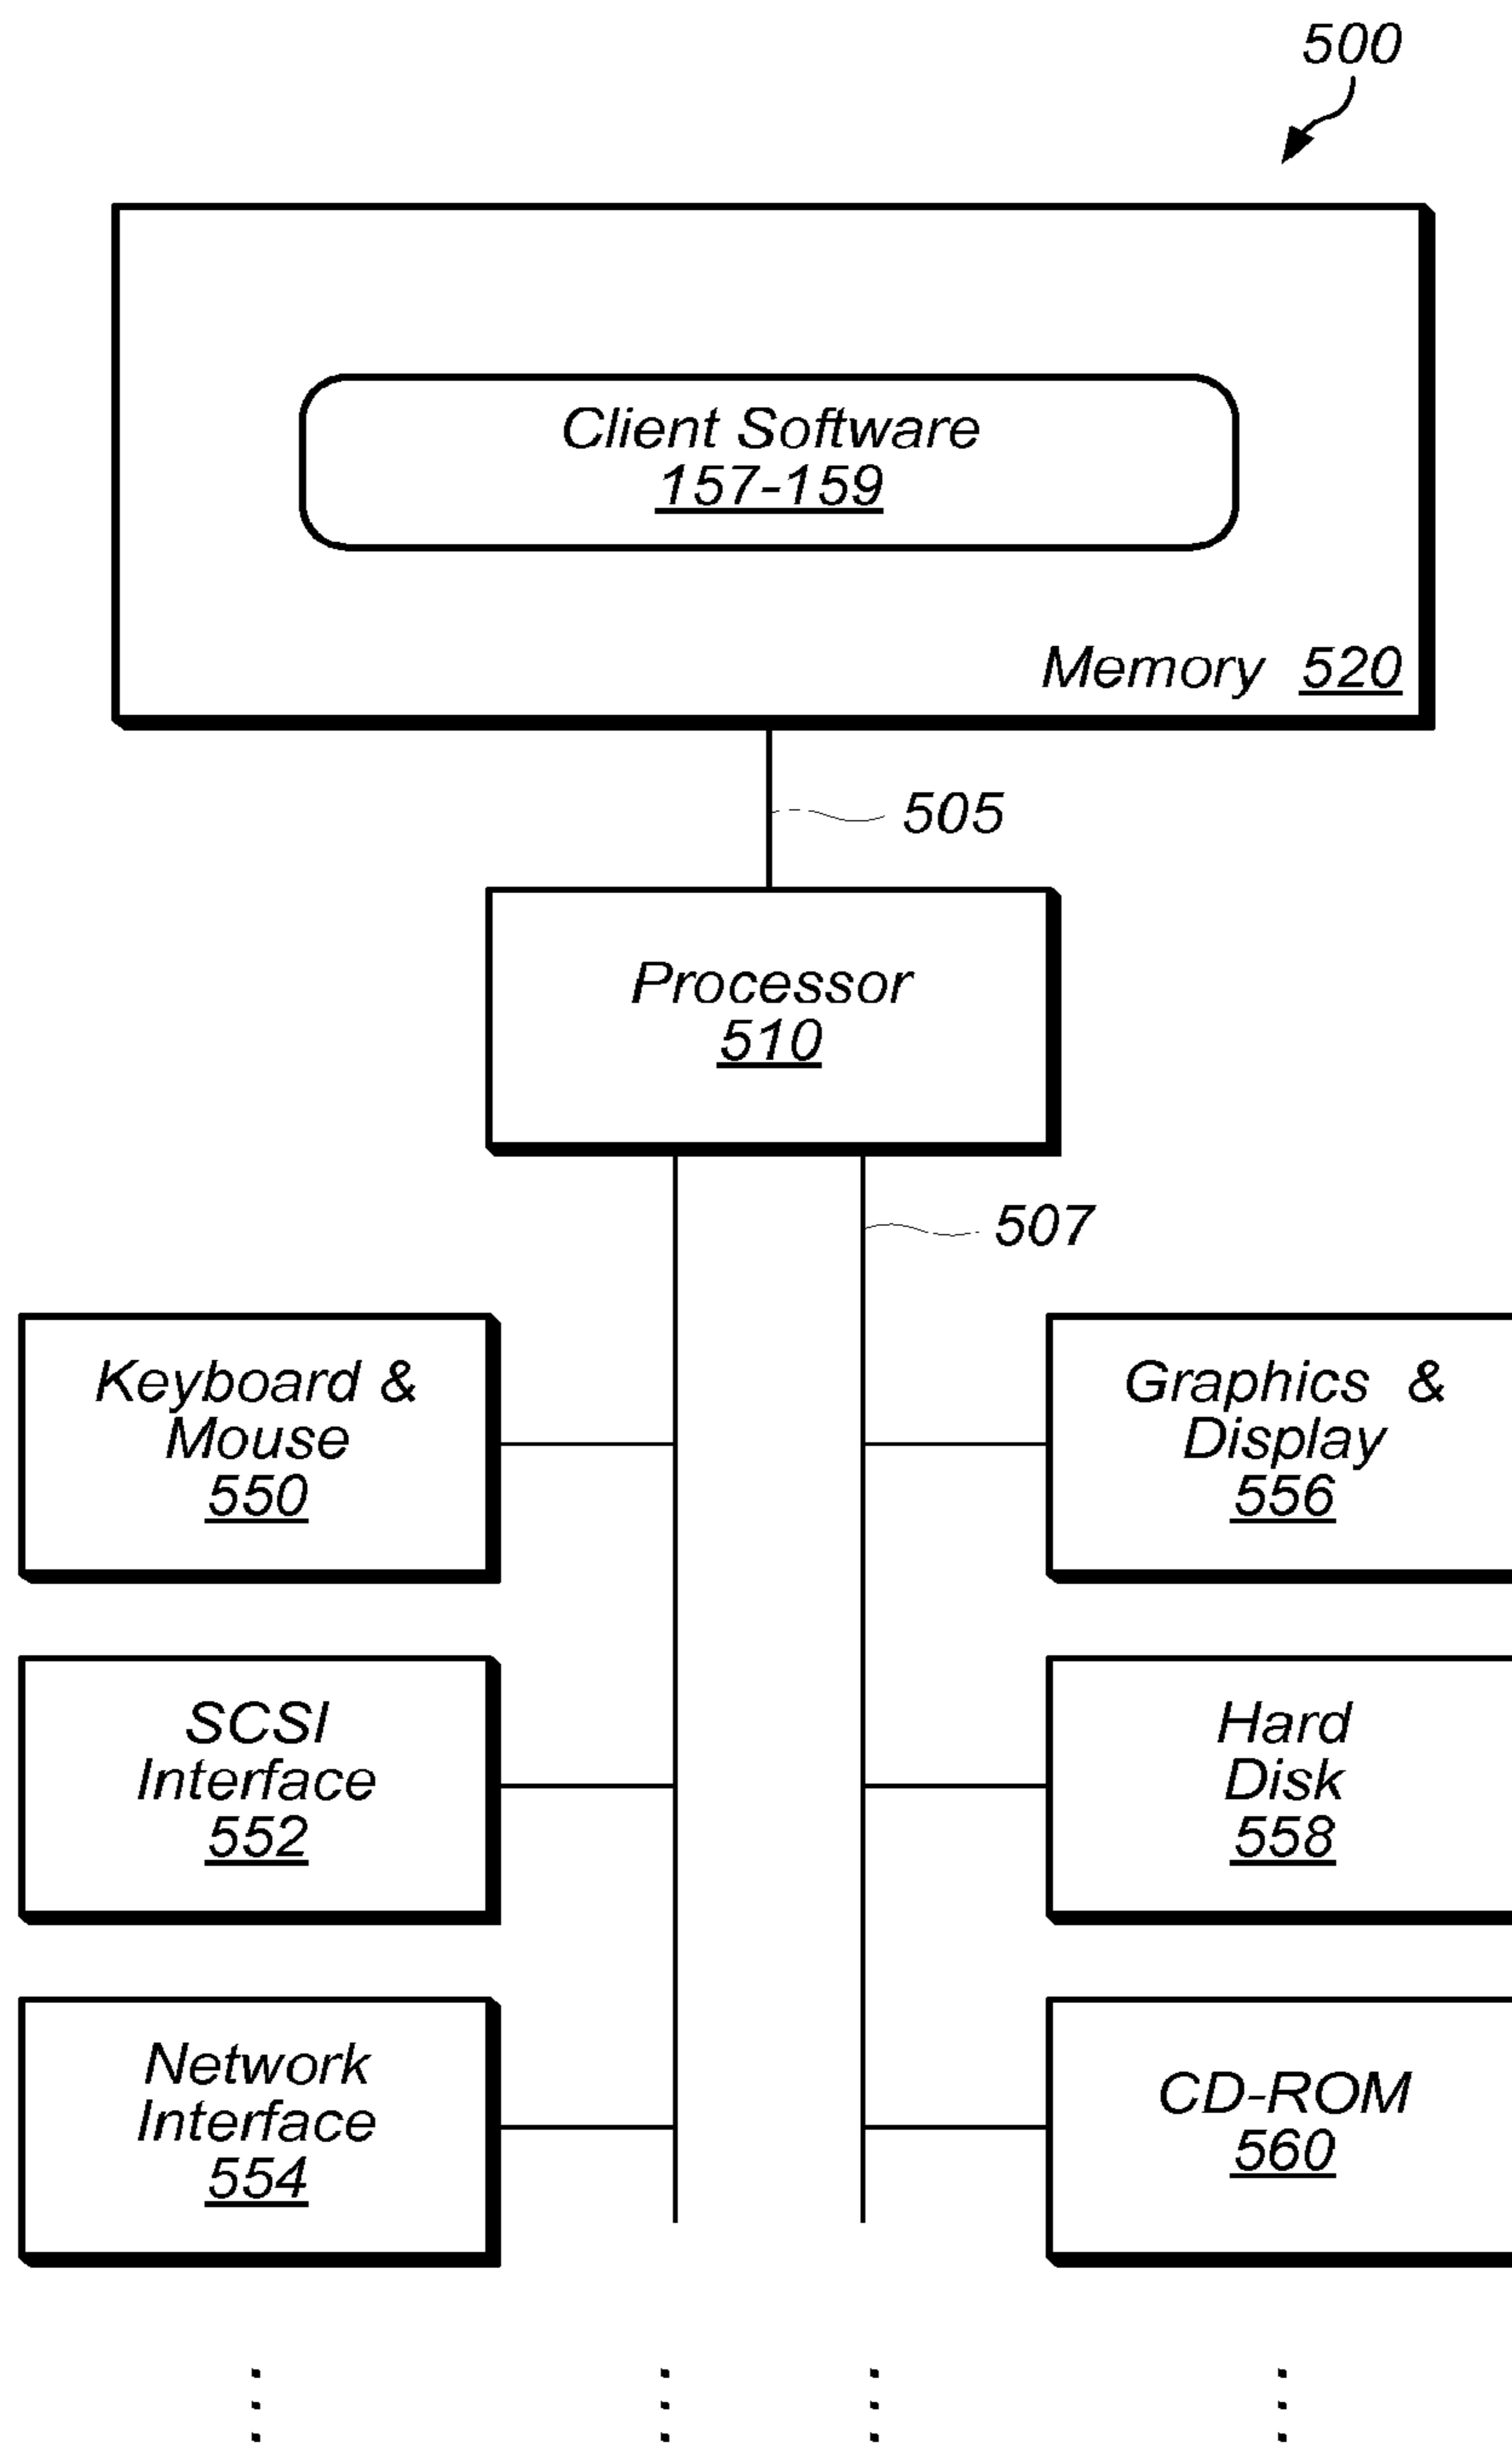 500
Client Software
157-159
Memory 520
505
Processor
510
507
Keyboard &
Mouse
550
Graphics &
Display
556
SCSI
Interface
552
Hard
Disk
558
Network
Interface
554
CD-ROM
560